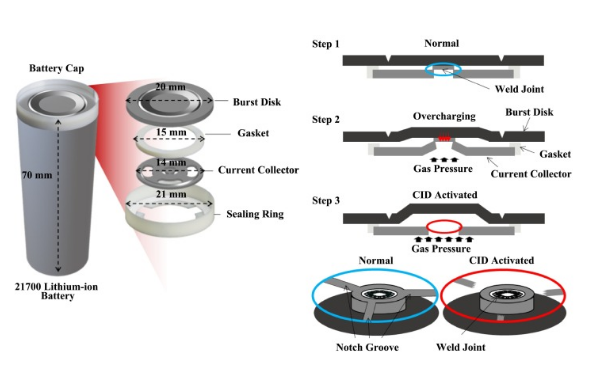 Battery Cap
20 mm
Burst Disk
15 mm
Gasket
14 mm
Current Collector
21 mm
Sealing Ring
70 mm
21700 Lithium-ion
Battery
Step 1
Normal
Weld Joint
Step 2
Overcharging
Burst Disk
Gasket
Current Collector
Gas Pressure
Step 3
CID Activated
Gas Pressure
Normal
CID Activated
Notch Groove
Weld Joint